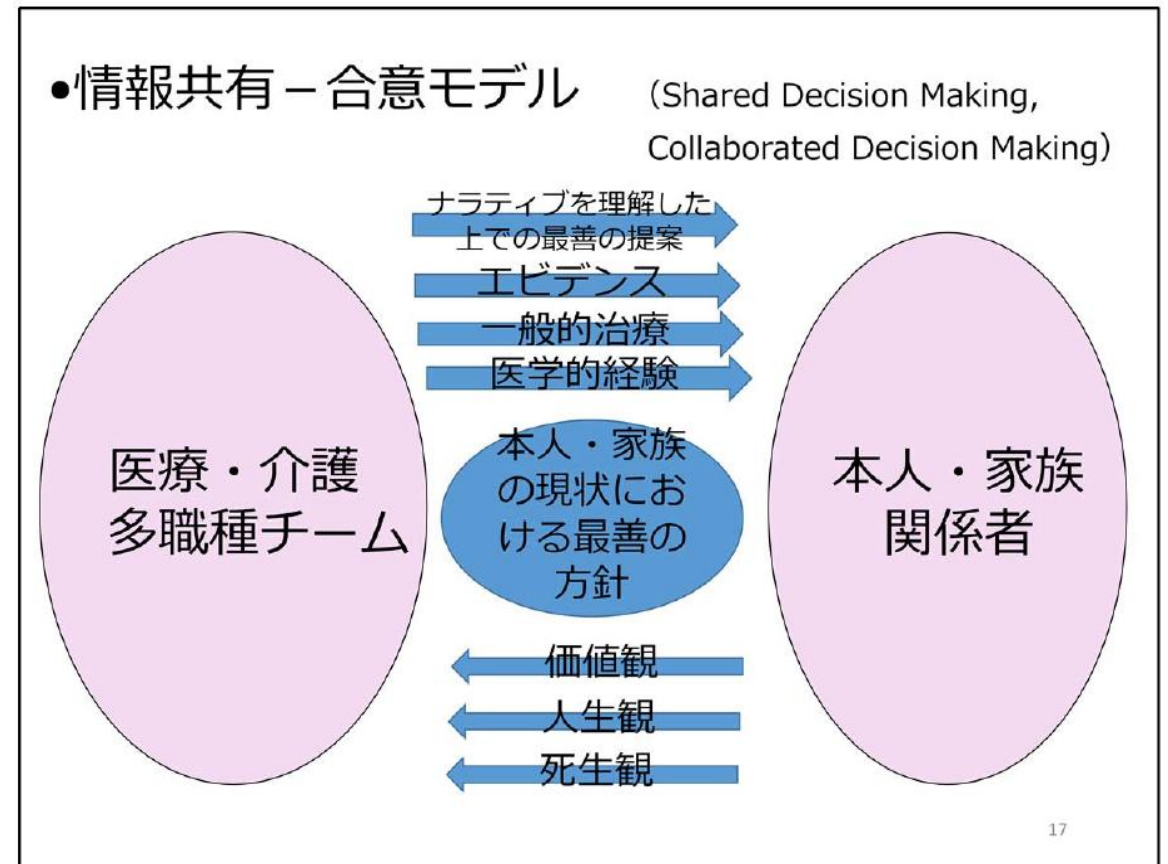 •情報共有－合意モデル
（Shared Decision Making,
Collaborated Decision Making）
ナラティブを理解した
上での最善の提案
エビデンス
一般的治療
医学的経験
医療・介護
多職種チーム
本人・家族
の現状にお
ける最善の
方針
本人・家族
関係者
価値観
人生観
死生観
17